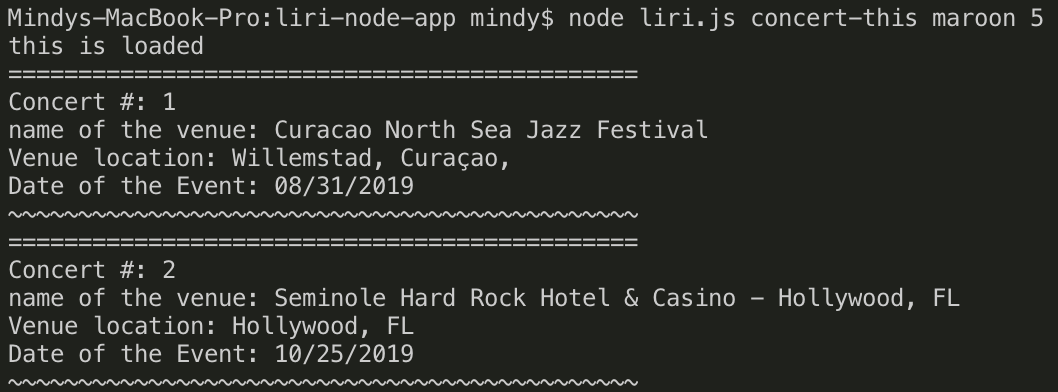 Mindys-MacBook-Pro:liri-node-app mindy$ node liri.js concert-this maroon 5
this is loaded
=============================================
Concert #: 1
name of the venue: Curacao North Sea Jazz Festival
Venue location: Willemstad, Curaçao,
Date of the Event: 08/31/2019
~~~~~~~~~~~~~~~~~~~~~~~~~~~~~~~~~~~~~~~~~~~~~
=============================================
Concert #: 2
name of the venue: Seminole Hard Rock Hotel & Casino - Hollywood, FL
Venue location: Hollywood, FL
Date of the Event: 10/25/2019
~~~~~~~~~~~~~~~~~~~~~~~~~~~~~~~~~~~~~~~~~~~~~